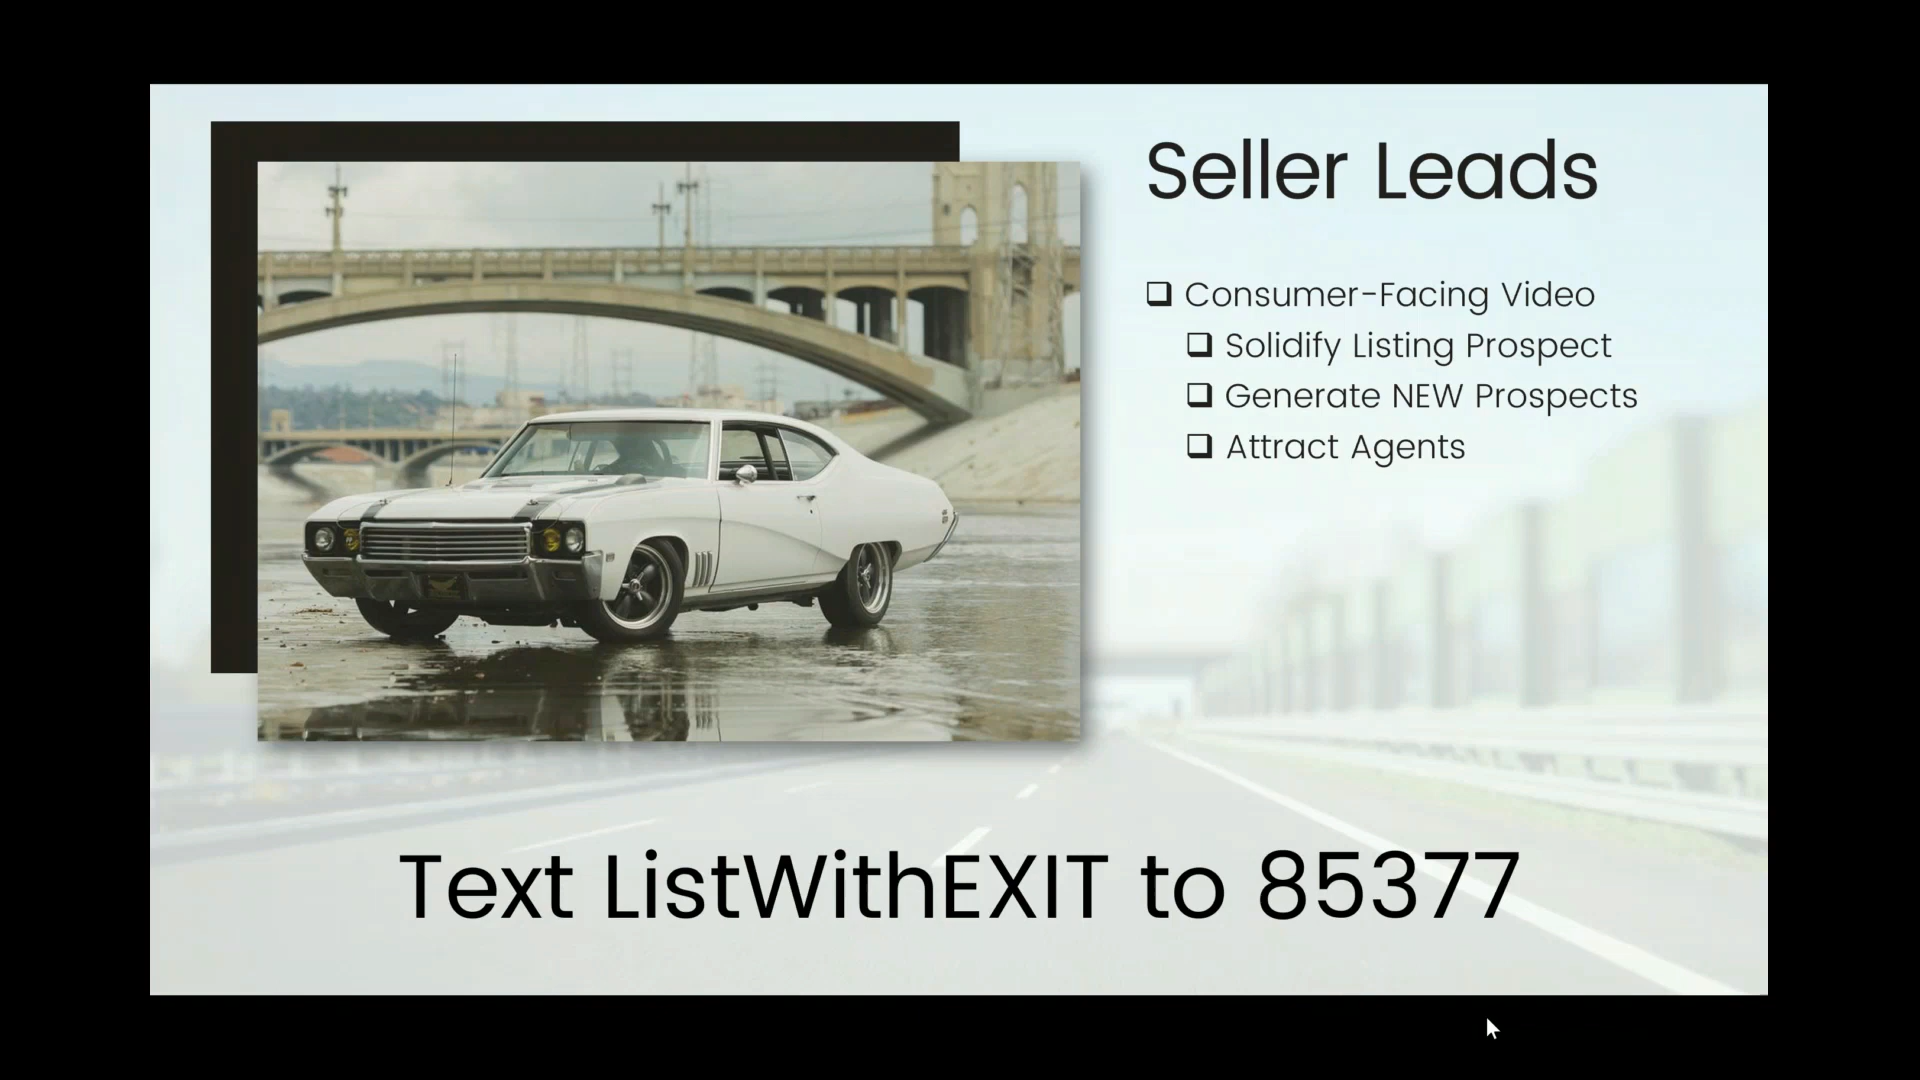 Seller Leads
Consumer-Facing Video
Solidify Listing Prospect
Generate NEW Prospects
Attract Agents
Text ListWithEXIT to 85377